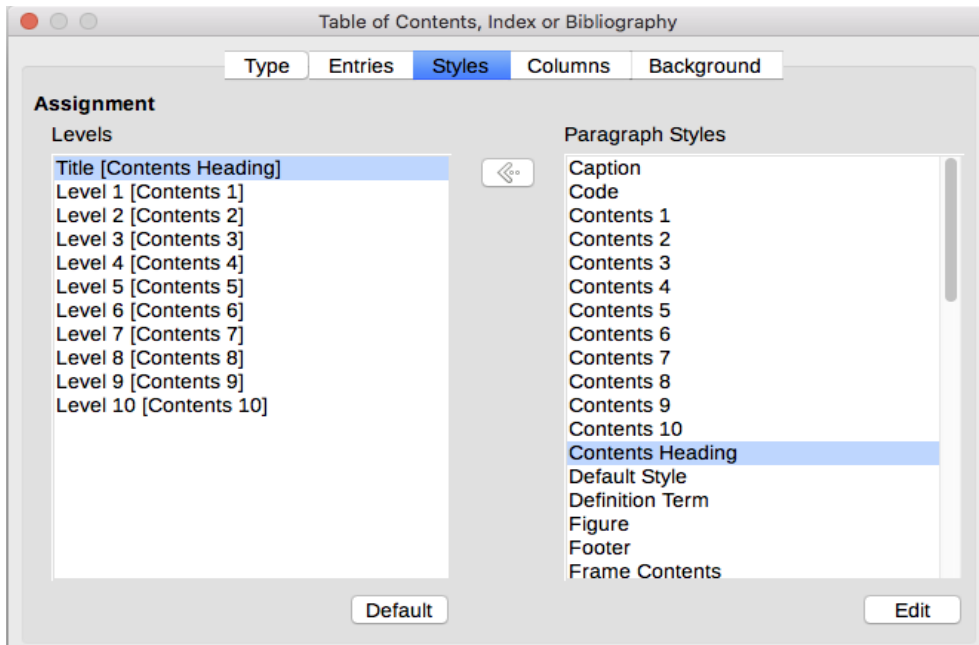 Table of Contents, Index or Bibliography
Type Entries Styles Columns Background
Assignment
Levels
Title [Contents Heading]
Level 1 [Contents 1]
Level 2 [Contents 2]
Level 3 [Contents 3]
Level 4 [Contents 4]
Level 5 [Contents 5]
Level 6 [Contents 6]
Level 7 [Contents 7]
Level 8 [Contents 8]
Level 9 [Contents 9]
Level 10 [Contents 10]
Default
Paragraph Styles
Caption
Code
Contents 1
Contents 2
Contents 3
Contents 4
Contents 5
Contents 6
Contents 7
Contents 8
Contents 9
Contents 10
Contents Heading
Default Style
Definition Term
Figure
Footer
Frame Contents
Edit